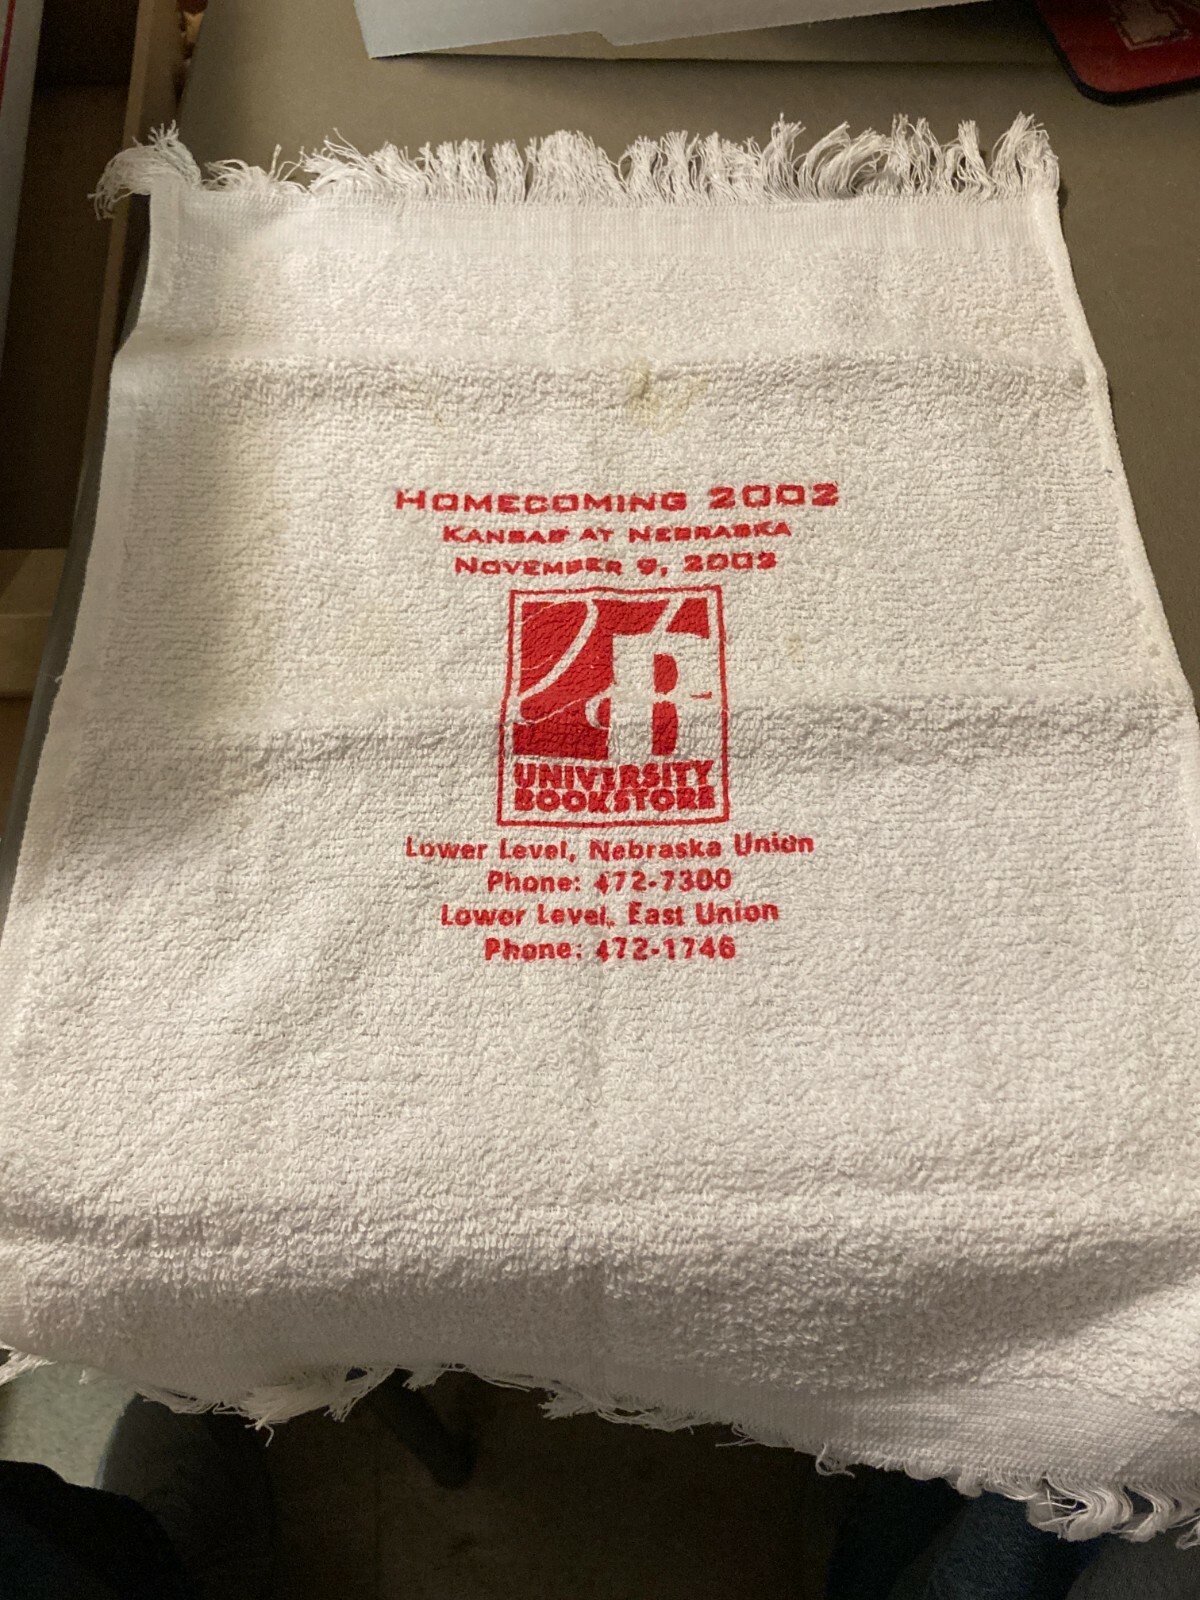 HOMECOMING 2002
KANSAS AT NEBRASKA
NOVEMBER 9, 2002
UNIVERSITY
BOOKSTORE
Lower Level, Nebraska Union
Phone: 472-7300
Lower Level, East Union
Phone: 472-1746